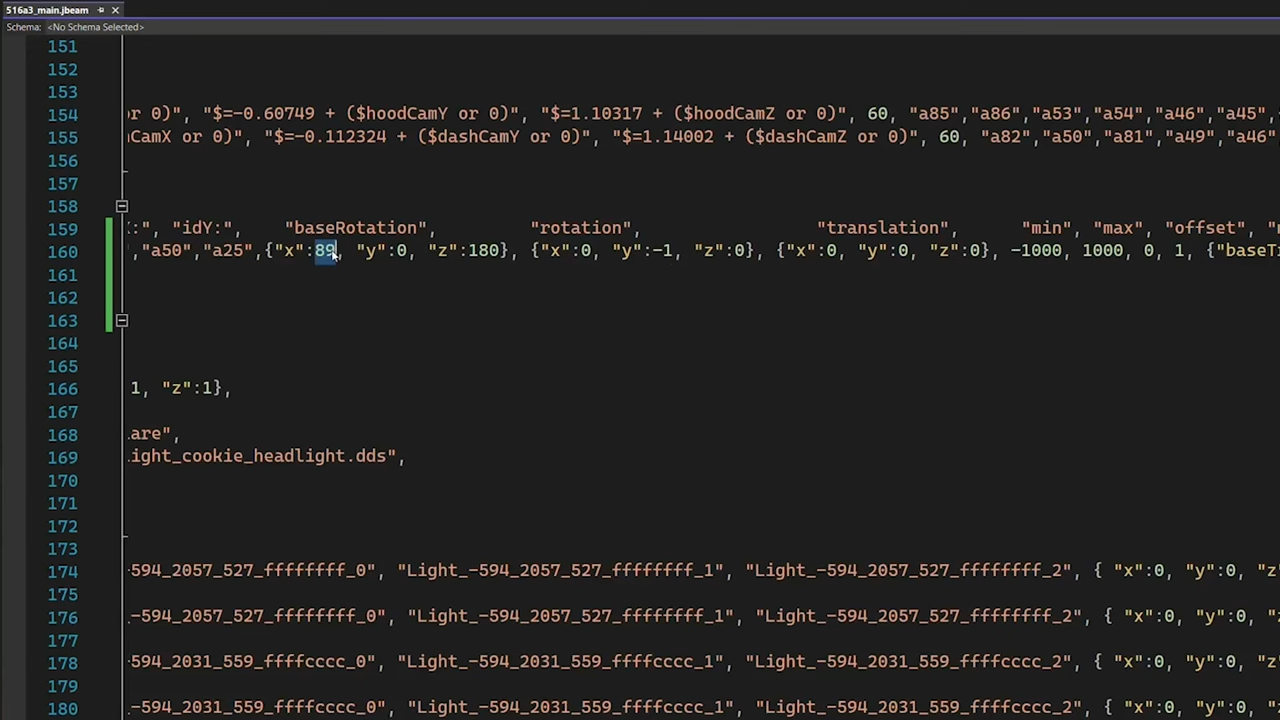 516a3_main.jbeam
Schema: <No Schema Selected>
151
152
153
154 or 0)", "$=-0.60749 + ($hoodCamY or 0)", "$=1.10317 + ($hoodCamZ or 0)", 60, "a85","a86","a53","a54","a46","a45",
155 CamX or 0)", "$=-0.112324 + ($dashCamY or 0)", "$=1.14002 + ($dashCamZ or 0)", 60, "a82","a50","a81","a49","a46"
156
157
158
159 :", "idY:", "baseRotation", "rotation", "translation", "min", "max", "offset", "m
160 ,"a50","a25",{"x":89, "y":0, "z":180}, {"x":0, "y":-1, "z":0}, {"x":0, "y":0, "z":0}, -1000, 1000, 0, 1, {"baseT
161
162
163
164
165
166 1, "z":1},
167
168 are",
169 ight_cookie_headlight.dds",
170
171
172
173
174 -594_2057_527_ffffffff_0", "Light_-594_2057_527_ffffffff_1", "Light_-594_2057_527_ffffffff_2", { "x":0, "y":0, "z
175
176 -594_2057_527_ffffffff_0", "Light_-594_2057_527_ffffffff_1", "Light_-594_2057_527_ffffffff_2", { "x":0, "y":0,
177
178 -594_2031_559_ffffcccc_0", "Light_-594_2031_559_ffffcccc_1", "Light_-594_2031_559_ffffcccc_2", { "x":0, "y":0, "z
179
180 -594_2031_559_ffffcccc_0", "Light_-594_2031_559_ffffcccc_1", "Light_-594_2031_559_ffffcccc_2", { "x":0, "y":0,